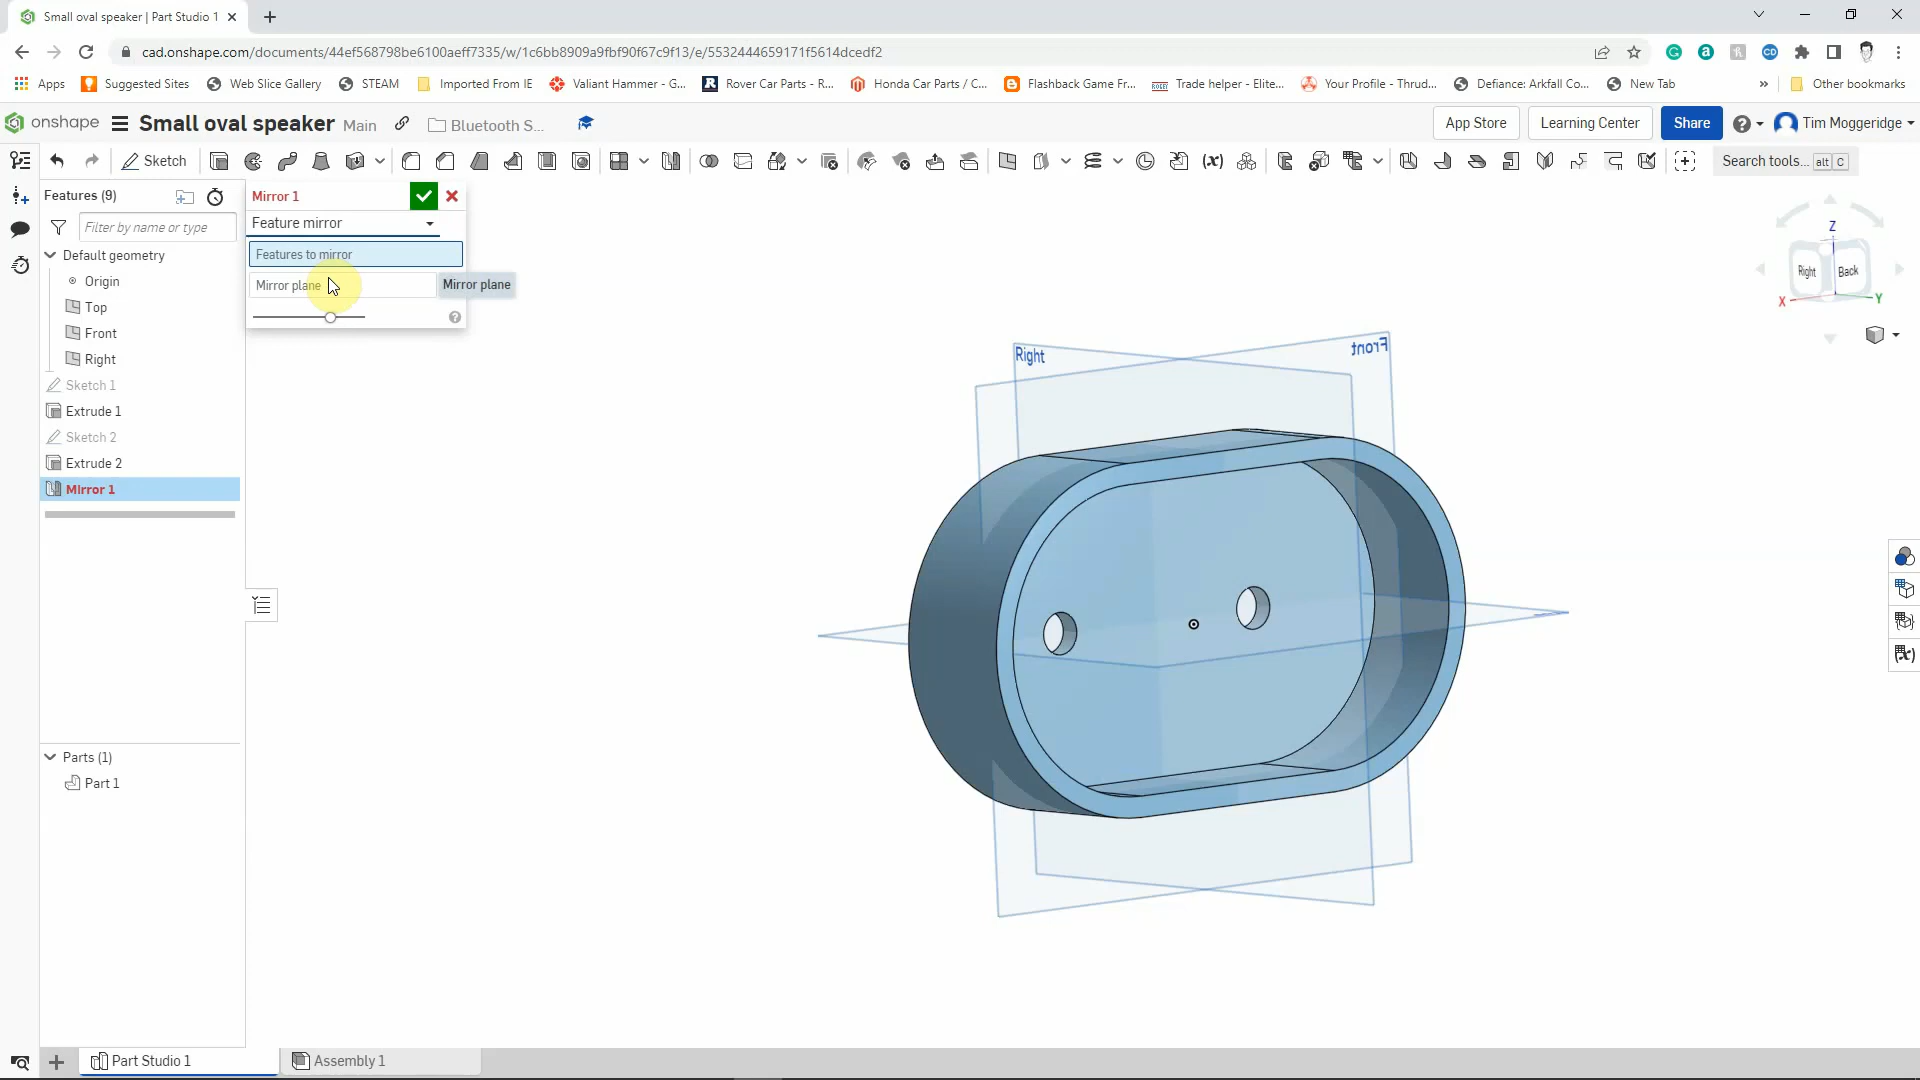 Small oval speaker | Part Studio 1
cad.onshape.com/documents/44ef568798be6100aeff7335/w/1c6bb8909a9fbf90f67c9f13/e/5532444659171f5614dcedf2
Apps
Suggested Sites
Web Slice Gallery
STEAM
Imported From IE
Valiant Hammer - G...
Rover Car Parts - R...
Honda Car Parts / C...
Flashback Game Fr...
Trade helper - Elite...
Your Profile - Thrud...
Defiance: Arkfall Co...
New Tab
»
Other bookmarks
onshape
Small oval speaker
Main
Bluetooth S...
App Store
Learning Center
Share
Tim Moggeridge
Sketch
Search tools... alt C
Features (9)
Filter by name or type
Default geometry
Origin
Top
Front
Right
Sketch 1
Extrude 1
Sketch 2
Extrude 2
Mirror 1
Mirror 1
Feature mirror
Features to mirror
Mirror plane
Mirror plane
Right
Front
Z
Right
Back
X
Y
Parts (1)
Part 1
Part Studio 1
Assembly 1